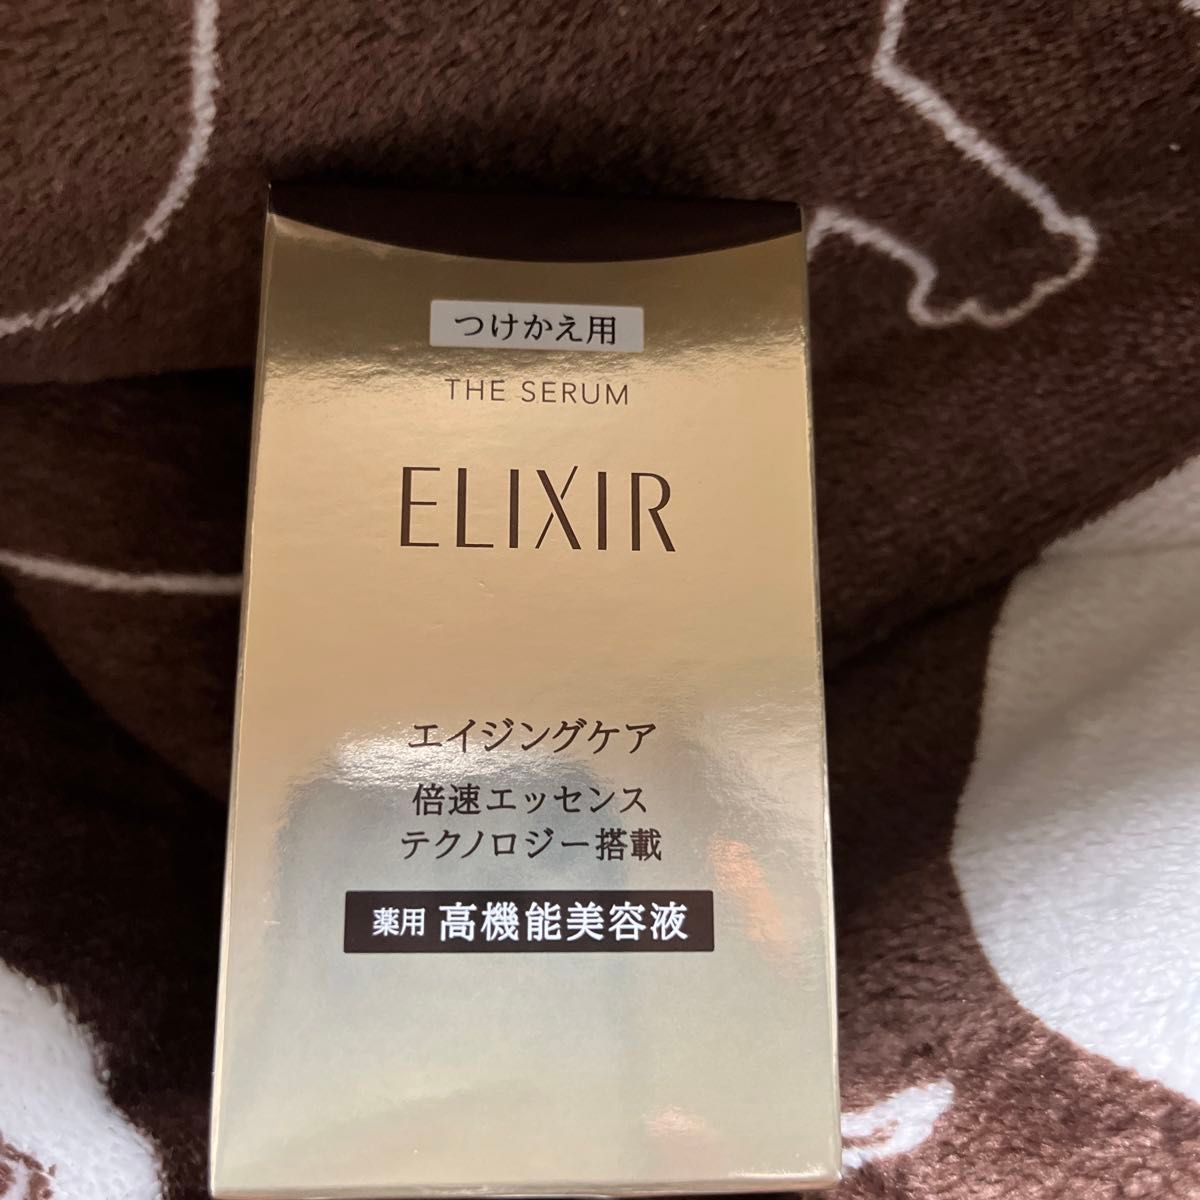 つけかえ用
THE SERUM
ELIXIR
エイジングケア
倍速エッセンス
テクノロジー搭載
薬用 高機能美容液